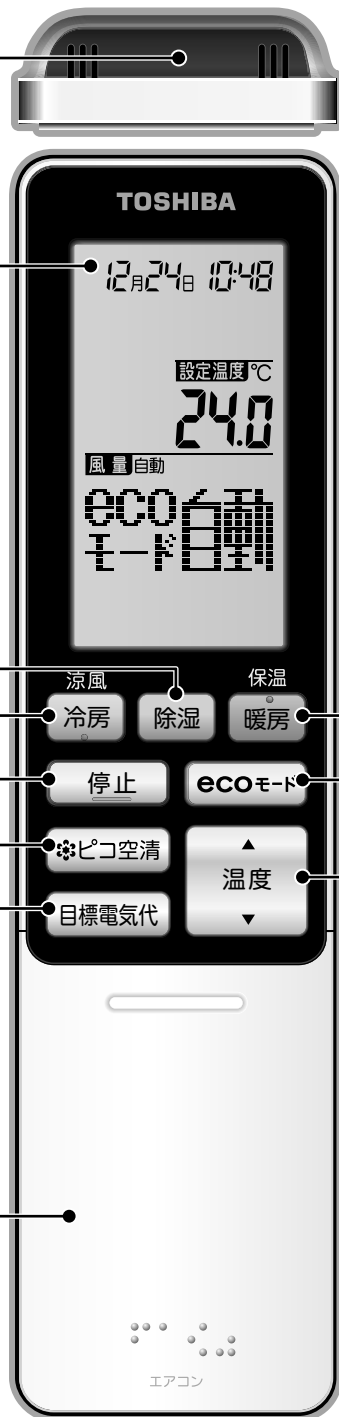 TOSHIBA
12月24日 10:48
設定温度 ℃
24.0
風量 自動
eco自動
モード
涼風 保温
冷房 除湿 暖房
停止 ecoモード
ピコ空清
▲
温度
▼
目標電気代
エアコン